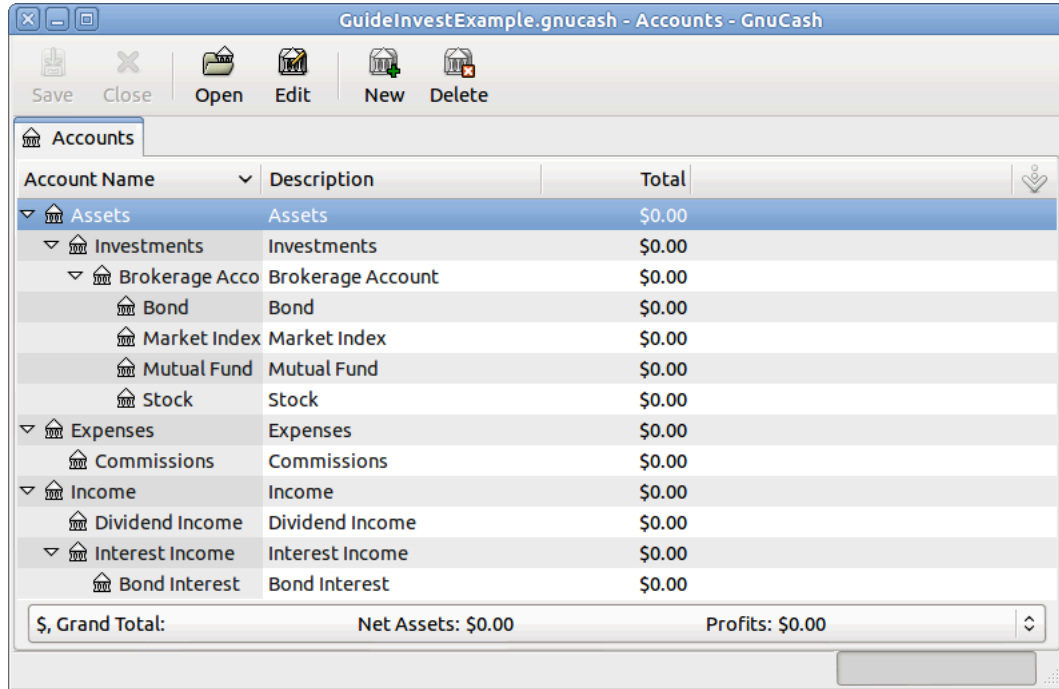 GuideInvestExample.gnucash - Accounts - GnuCash
Save Close Open Edit New Delete
Accounts
Account Name Description Total
Assets Assets $0.00
Investments Investments $0.00
Brokerage Acco Brokerage Account $0.00
Bond Bond $0.00
Market Index Market Index $0.00
Mutual Fund Mutual Fund $0.00
Stock Stock $0.00
Expenses Expenses $0.00
Commissions Commissions $0.00
Income Income $0.00
Dividend Income Dividend Income $0.00
Interest Income Interest Income $0.00
Bond Interest Bond Interest $0.00
$, Grand Total: Net Assets: $0.00 Profits: $0.00